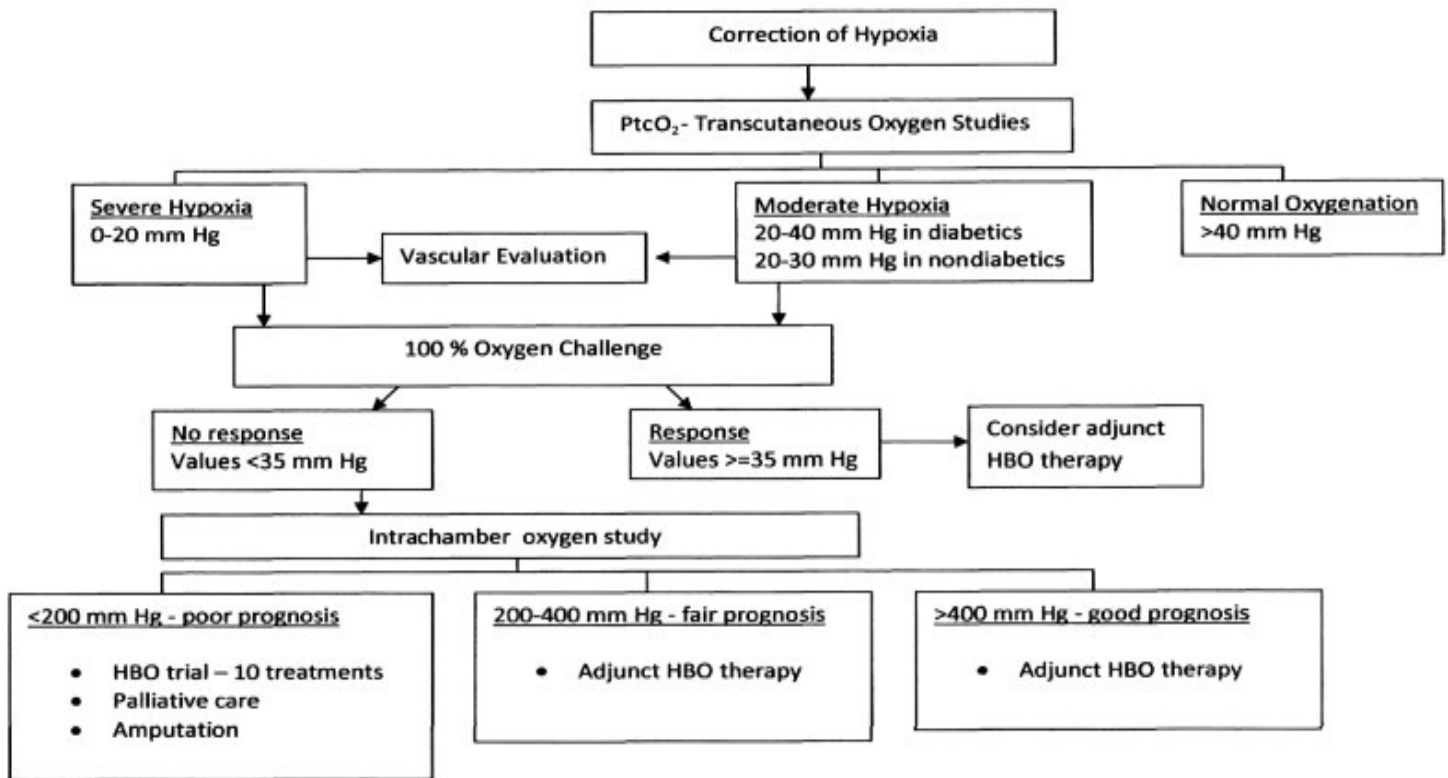 Correction of Hypoxia
PtcO₂- Transcutaneous Oxygen Studies
Severe Hypoxia
0-20 mm Hg
Vascular Evaluation
Moderate Hypoxia
20-40 mm Hg in diabetics
20-30 mm Hg in nondiabetics
Normal Oxygenation
>40 mm Hg
100 % Oxygen Challenge
No response
Values <35 mm Hg
Response
Values >=35 mm Hg
Consider adjunct
HBO therapy
Intrachamber oxygen study
<200 mm Hg - poor prognosis
• HBO trial – 10 treatments
• Palliative care
• Amputation
200-400 mm Hg - fair prognosis
• Adjunct HBO therapy
>400 mm Hg - good prognosis
• Adjunct HBO therapy